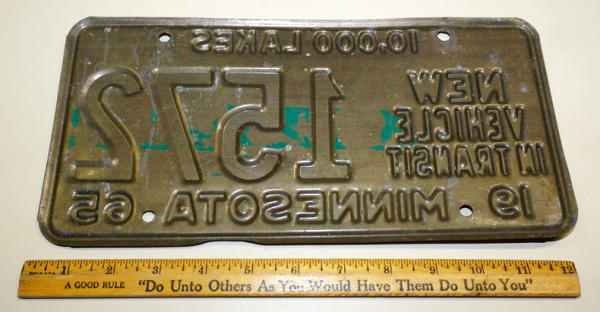 10,000 LAKES
NEW
VEHICLE
IN TRANSIT
1572
19 MINNESOTA 65
1 2 3 4 5 6 7 8 9 10 11 12
A GOOD RULE "Do Unto Others As You Would Have Them Do Unto You"